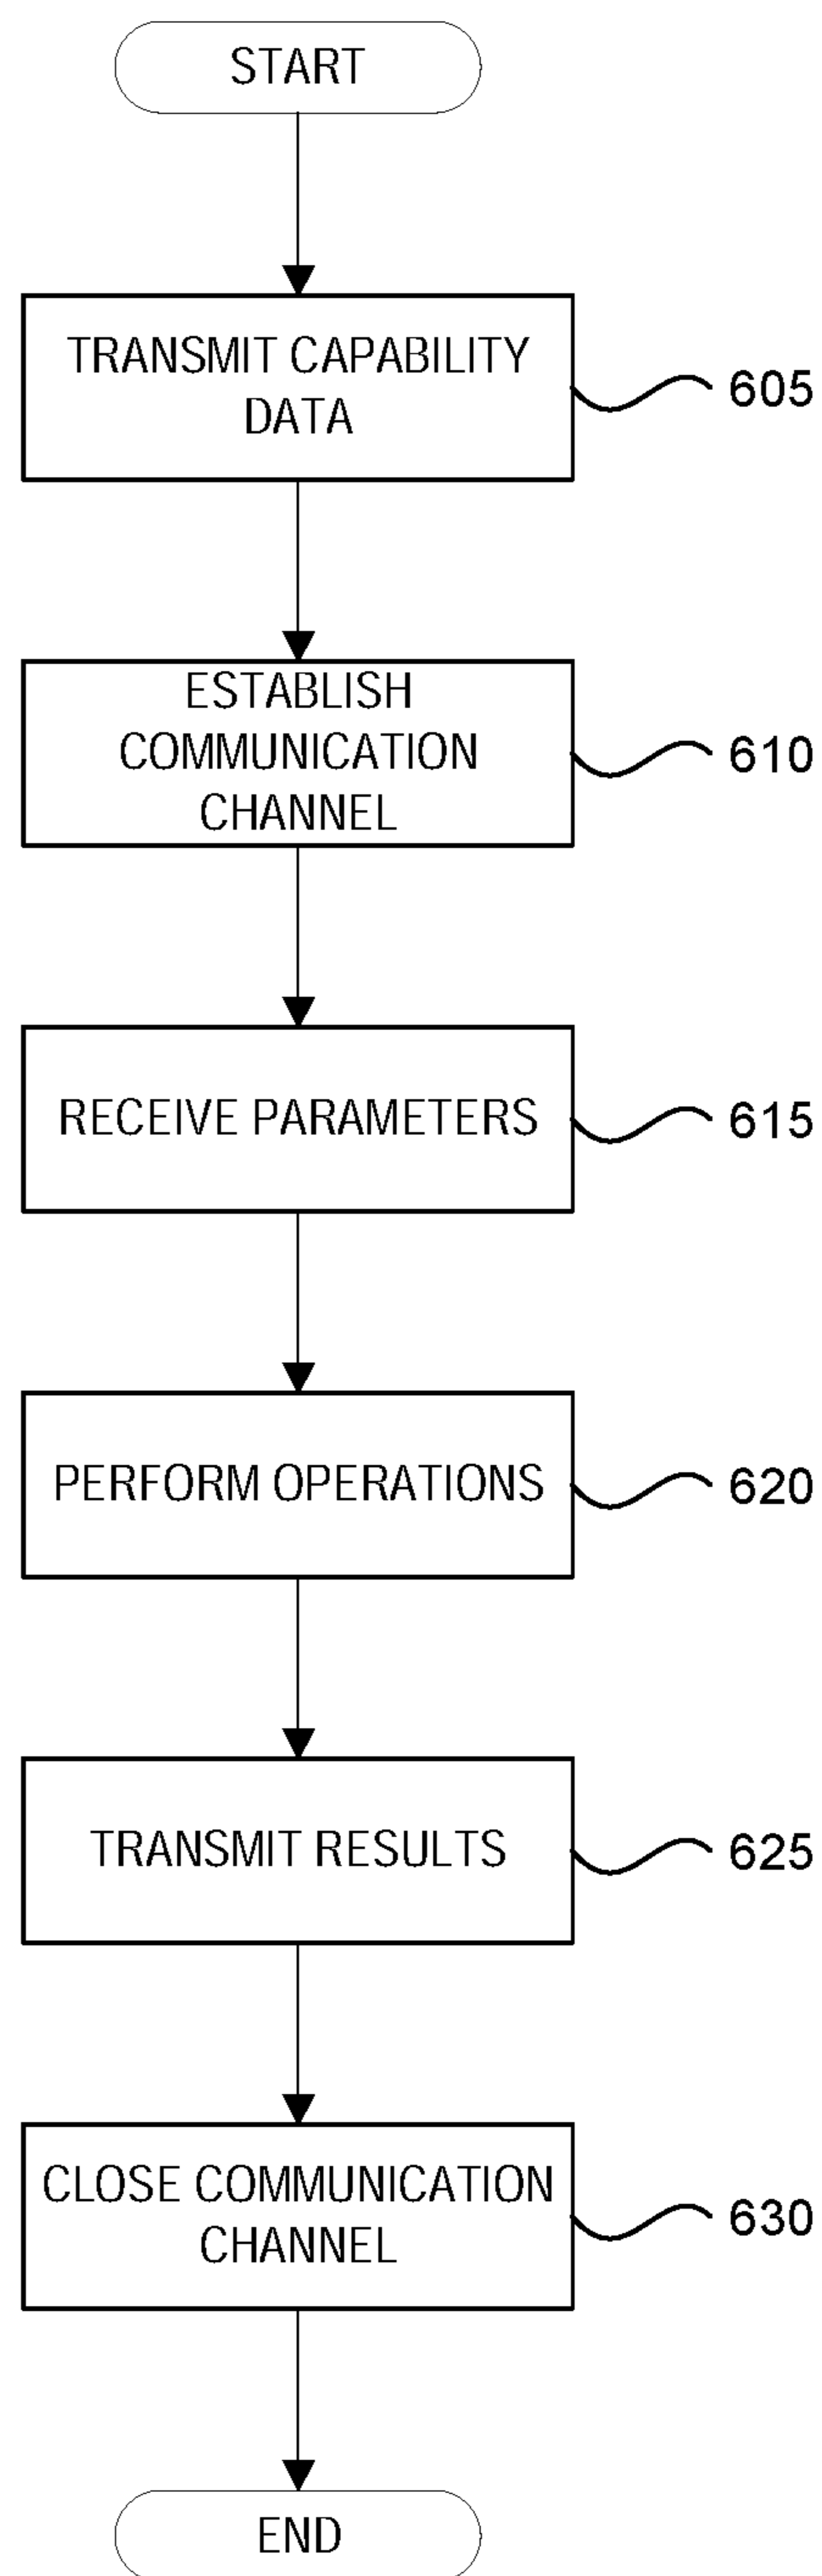 START
TRANSMIT CAPABILITY
DATA
605
ESTABLISH
COMMUNICATION
CHANNEL
610
RECEIVE PARAMETERS
615
PERFORM OPERATIONS
620
TRANSMIT RESULTS
625
CLOSE COMMUNICATION
CHANNEL
630
END